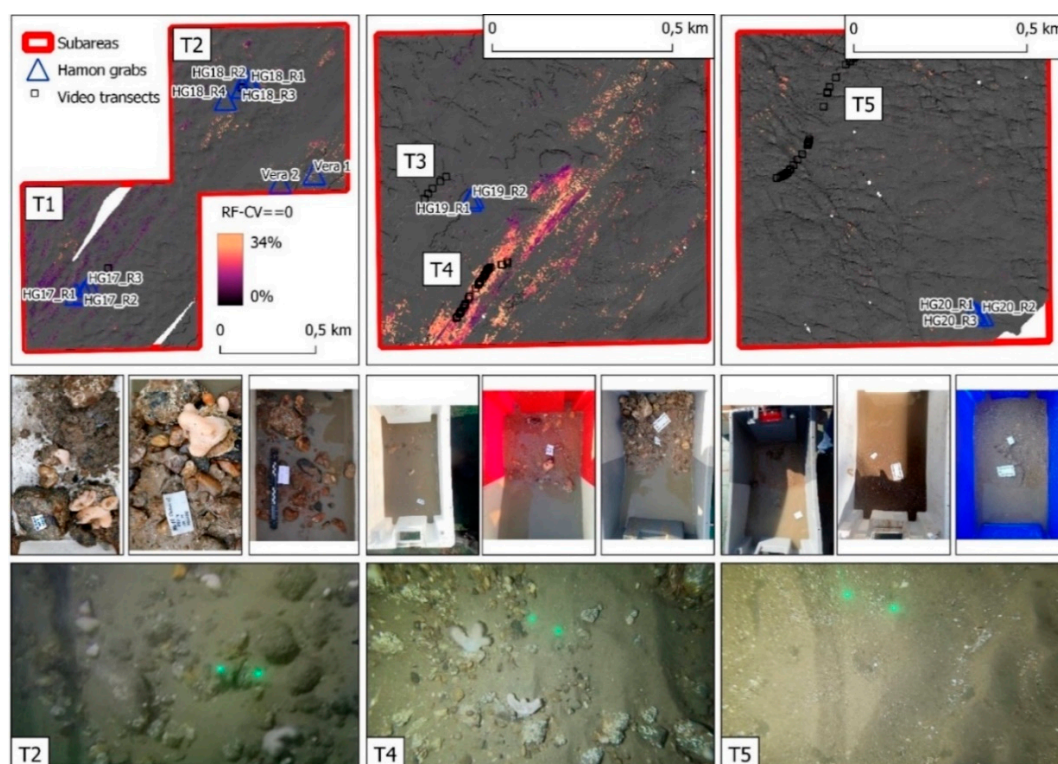 Subareas
Hamon grabs
Video transects
T2
HG18_R2
HG18_R1
HG18_R4
HG18_R3
Vera 2
Vera 1
T1
HG17_R3
HG17_R1
HG17_R2
RF-CV==0
34%
0%
0 0,5 km
0 0,5 km
T3
HG19_R2
HG19_R1
T4
0 0,5 km
T5
HG20_R1
HG20_R2
HG20_R3
T2
T4
T5